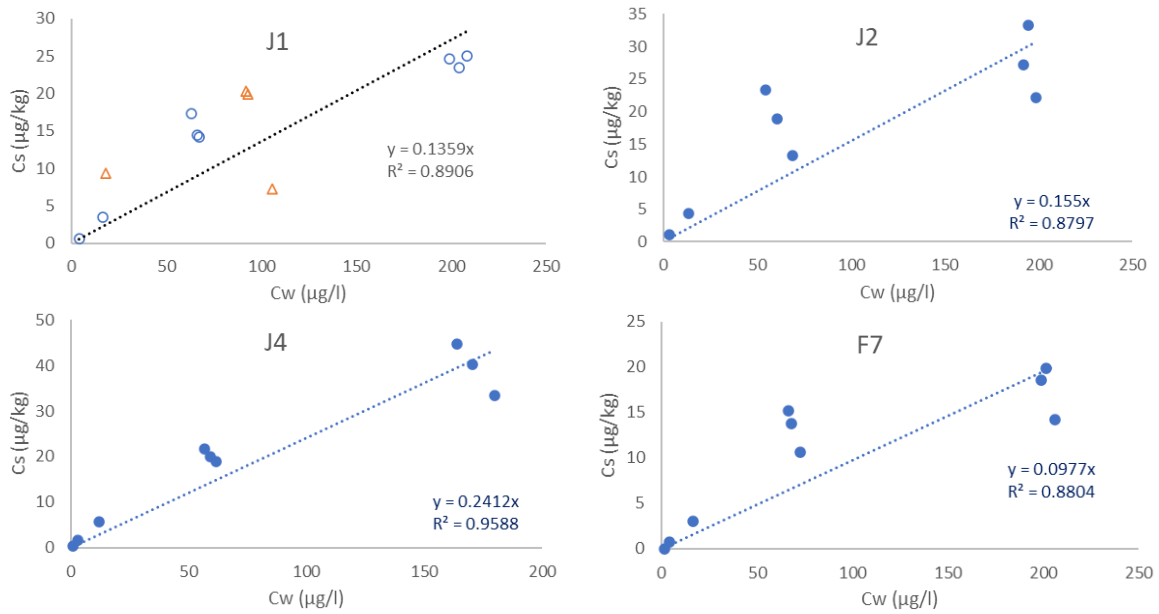 J1
30
25
20
15
10
5
0
Cs (µg/kg)
y = 0.1359x
R² = 0.8906
0 50 100 150 200 250
Cw (µg/l)
J2
35
30
25
20
15
10
5
0
Cs (µg/kg)
y = 0.155x
R² = 0.8797
0 50 100 150 200 250
Cw (µg/l)
J4
50
40
30
20
10
0
Cs (µg/kg)
y = 0.2412x
R² = 0.9588
0 50 100 150 200
Cw (µg/l)
F7
25
20
15
10
5
0
Cs (µg/kg)
y = 0.0977x
R² = 0.8804
0 50 100 150 200 250
Cw (µg/l)